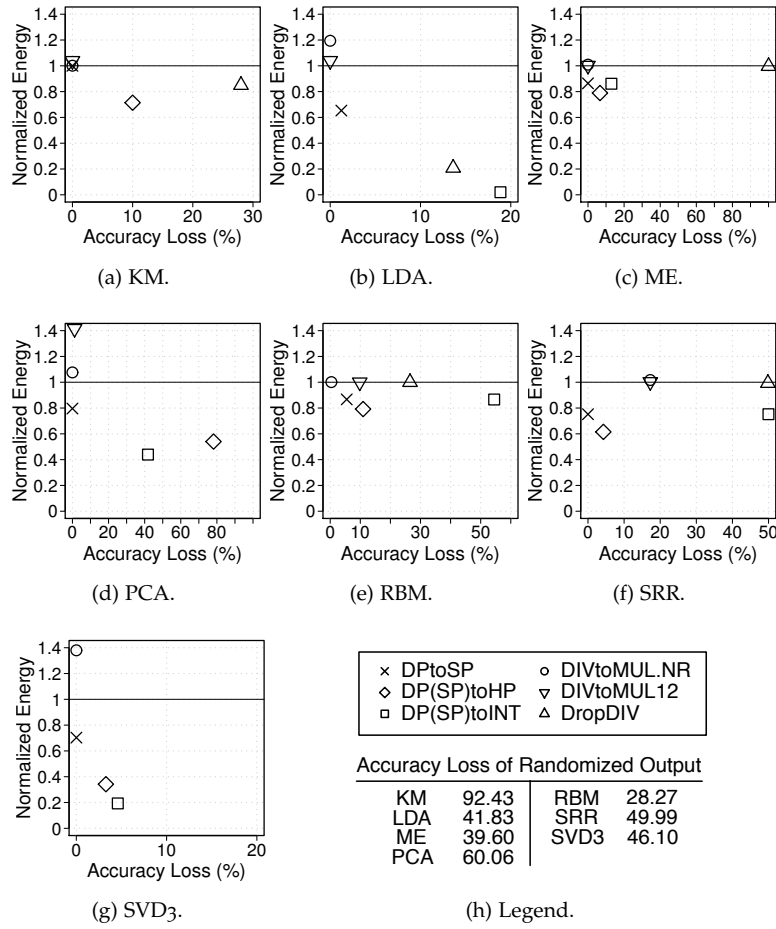 Normalized Energy
1.4
1.2
1
0.8
0.6
0.4
0.2
0
0 10 20 30
Accuracy Loss (%)
(a) KM.
Normalized Energy
1.4
1.2
1
0.8
0.6
0.4
0.2
0
0 10 20
Accuracy Loss (%)
(b) LDA.
Normalized Energy
1.4
1.2
1
0.8
0.6
0.4
0.2
0
0 20 40 60 80
Accuracy Loss (%)
(c) ME.
Normalized Energy
1.4
1.2
1
0.8
0.6
0.4
0.2
0
0 20 40 60 80
Accuracy Loss (%)
(d) PCA.
Normalized Energy
1.4
1.2
1
0.8
0.6
0.4
0.2
0
0 10 20 30 40 50
Accuracy Loss (%)
(e) RBM.
Normalized Energy
1.4
1.2
1
0.8
0.6
0.4
0.2
0
0 10 20 30 40 50
Accuracy Loss (%)
(f) SRR.
Normalized Energy
1.4
1.2
1
0.8
0.6
0.4
0.2
0
0 10 20
Accuracy Loss (%)
(g) SVD3.
DPtoSP DIVtoMUL.NR
DP(SP)toHP DIVtoMUL12
DP(SP)toINT DropDIV
Accuracy Loss of Randomized Output
KM 92.43 RBM 28.27
LDA 41.83 SRR 49.99
ME 39.60 SVD3 46.10
PCA 60.06
(h) Legend.